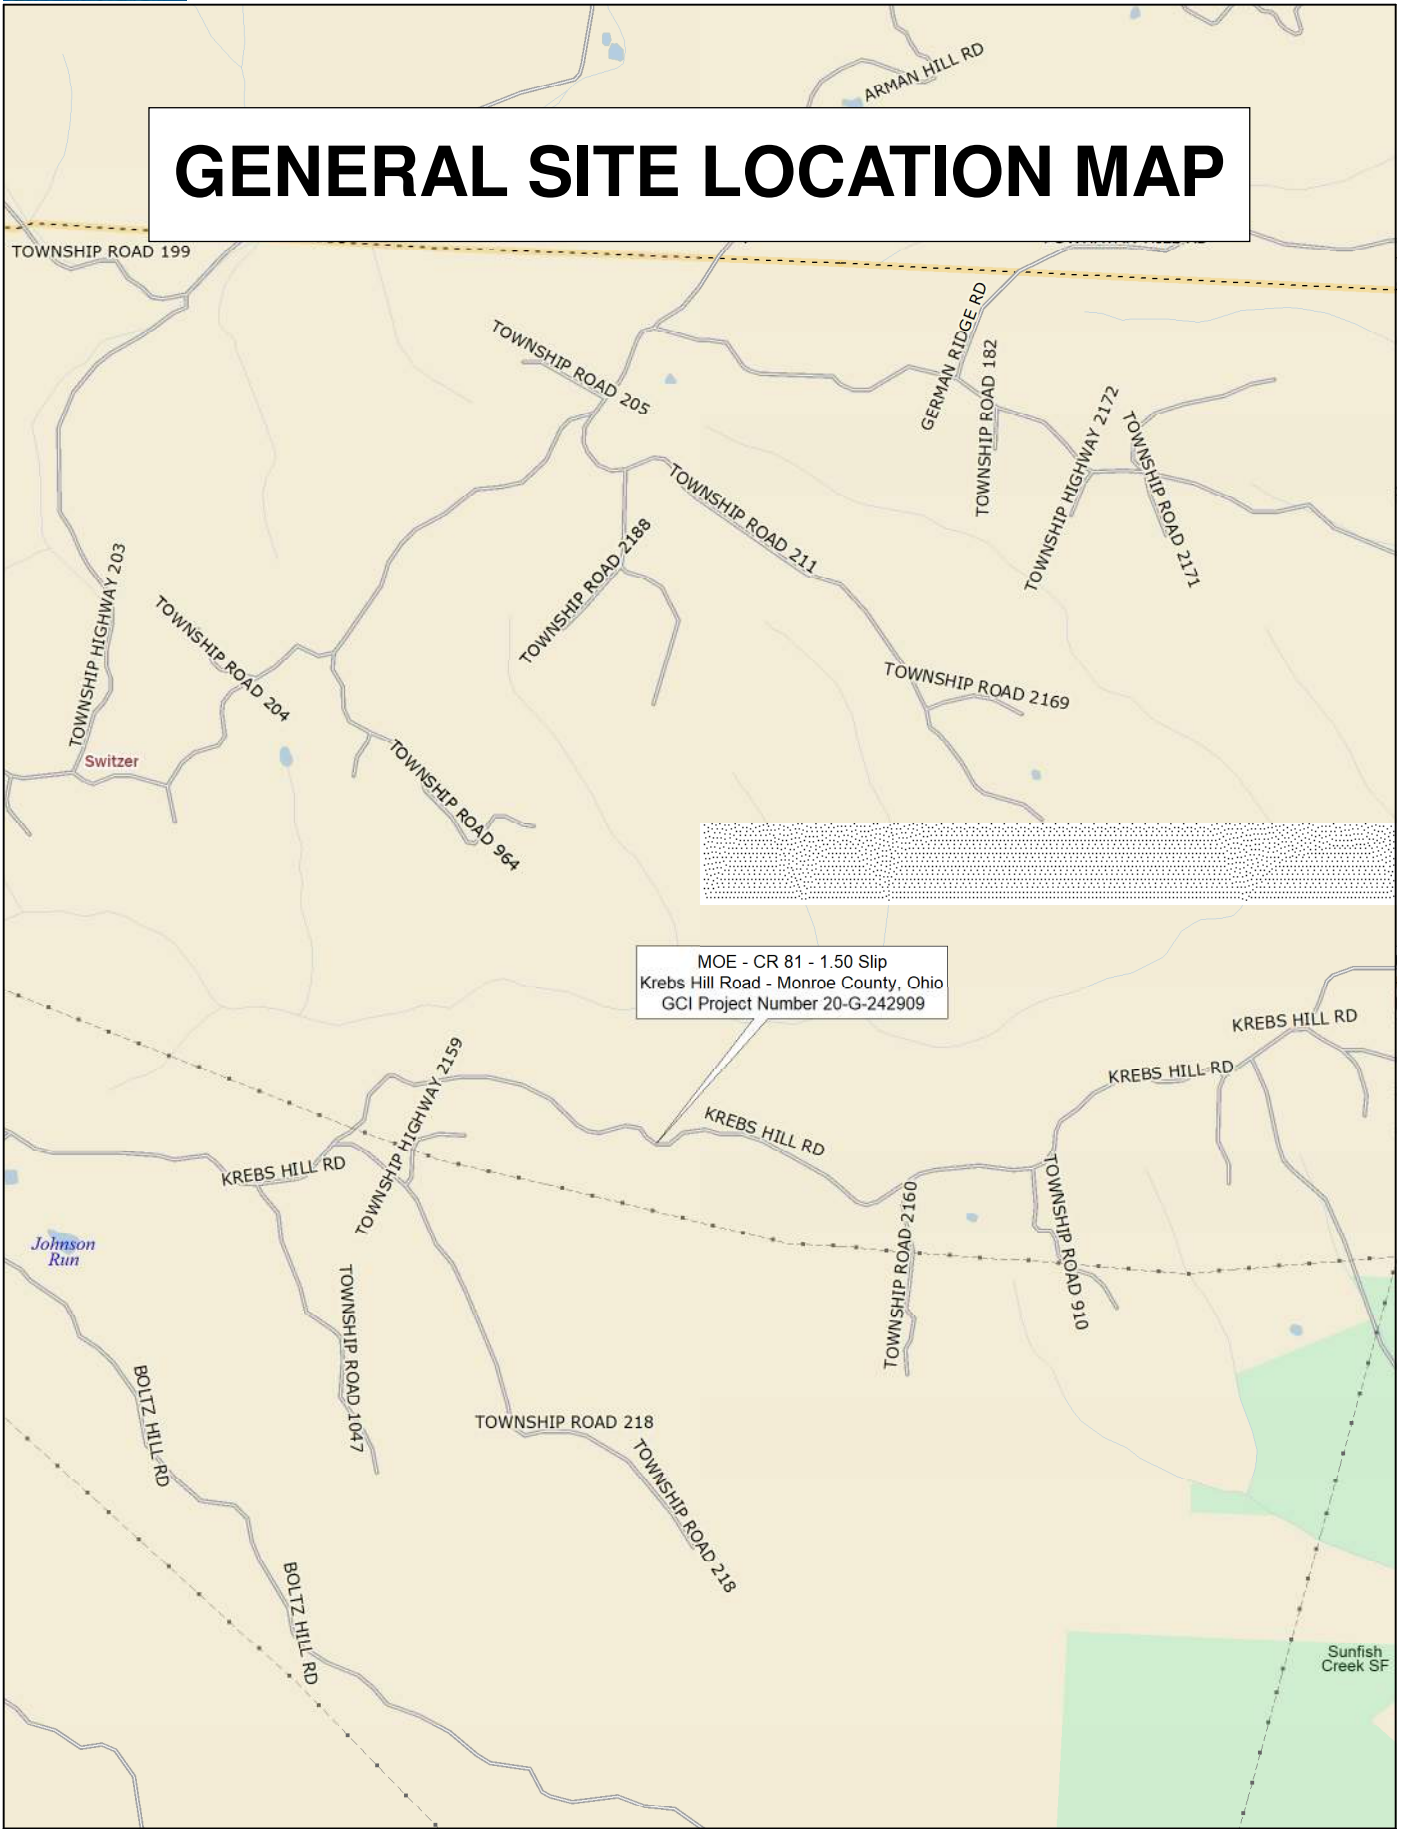 ARMAN HILL RD
GENERAL SITE LOCATION MAP
TOWNSHIP ROAD 199
GERMAN RIDGE RD
TOWNSHIP ROAD 205
TOWNSHIP ROAD 182
TOWNSHIP HIGHWAY 2172
TOWNSHIP ROAD 2171
TOWNSHIP ROAD 211
TOWNSHIP ROAD 2188
TOWNSHIP HIGHWAY 203
TOWNSHIP ROAD 204
TOWNSHIP ROAD 2169
Switzer
TOWNSHIP ROAD 964
MOE - CR 81 - 1.50 Slip
Krebs Hill Road - Monroe County, Ohio
GCI Project Number 20-G-242909
KREBS HILL RD
KREBS HILL RD
TOWNSHIP HIGHWAY 2159
KREBS HILL RD
KREBS HILL RD
TOWNSHIP ROAD 2160
TOWNSHIP ROAD 910
Johnson
Run
TOWNSHIP ROAD 1047
BOLTZ HILL RD
TOWNSHIP ROAD 218
TOWNSHIP ROAD 218
BOLTZ HILL RD
Sunfish
Creek SF